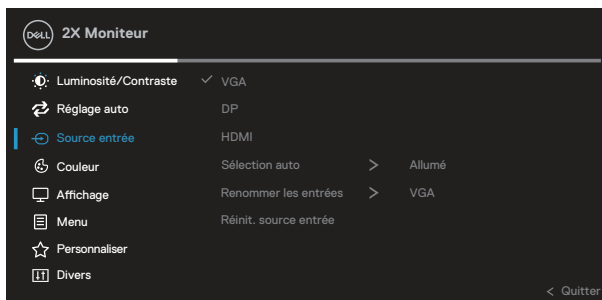 DELL 2X Moniteur
Luminosité/Contraste VGA
Réglage auto DP
Source entrée HDMI
Couleur Sélection auto > Allumé
Affichage Renommer les entrées > VGA
Menu Réinit. source entrée
Personnaliser
Divers
< Quitter